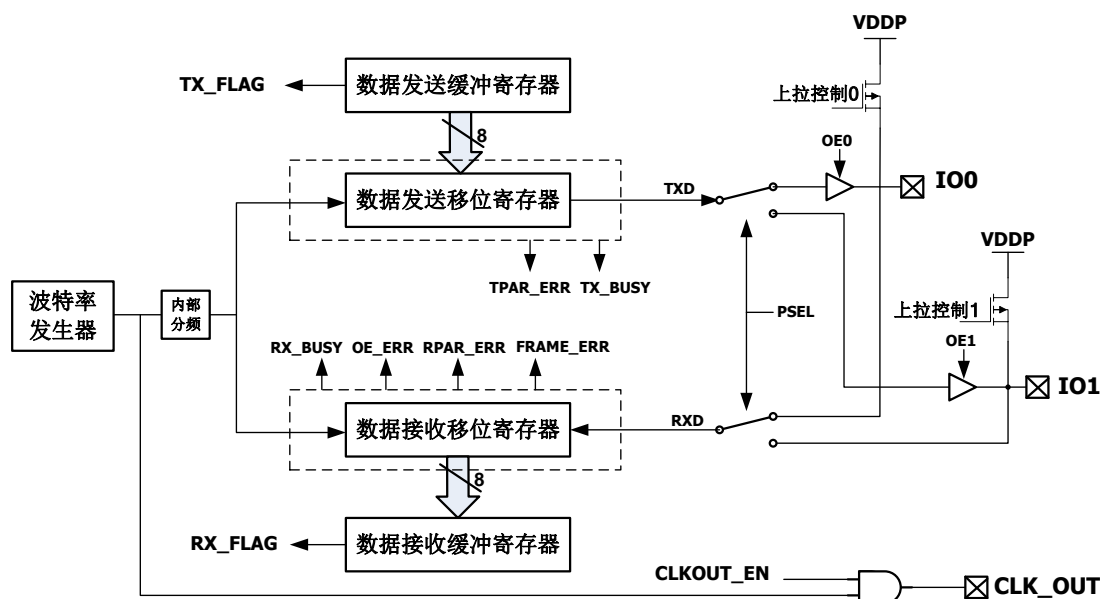 VDDP
TX_FLAG
数据发送缓冲寄存器
上拉控制0
8
OE0
数据发送移位寄存器
TXD
IO0
VDDP
TPAR_ERR
TX_BUSY
波特率
发生器
内部
分频
PSEL
上拉控制1
RX_BUSY
OE_ERR
RPAR_ERR
FRAME_ERR
OE1
IO1
数据接收移位寄存器
RXD
8
RX_FLAG
数据接收缓冲寄存器
CLKOUT_EN
CLK_OUT